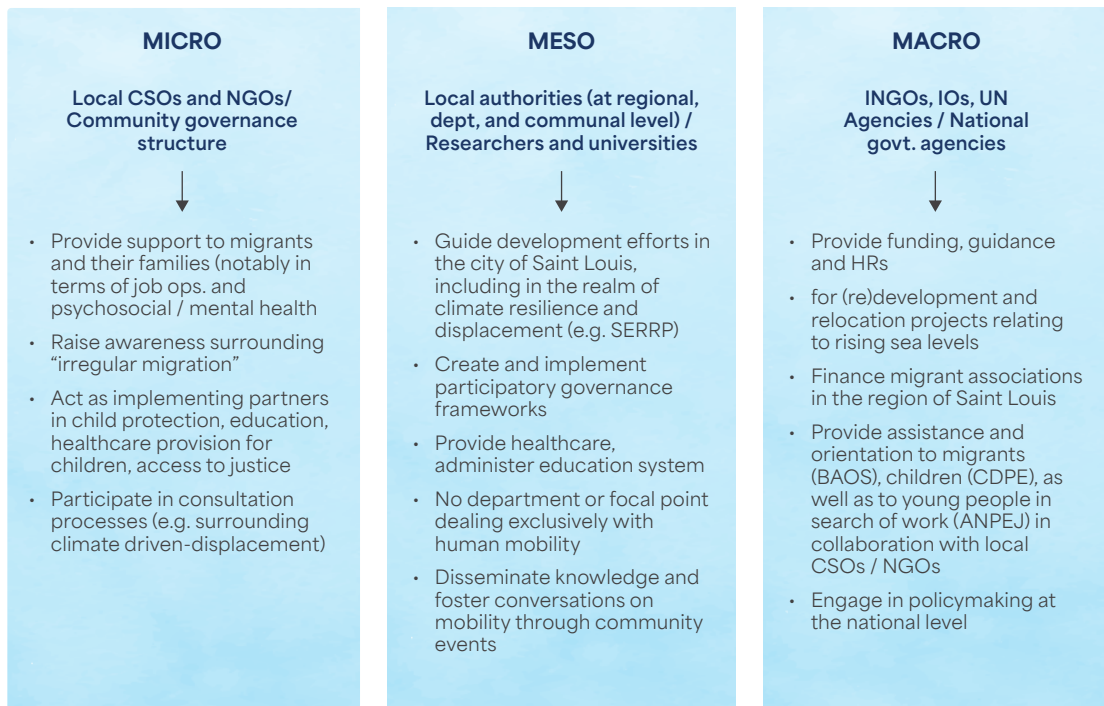 MICRO
Local CSOs and NGOs/
Community governance
structure
• Provide support to migrants
and their families (notably in
terms of job ops. and
psychosocial / mental health
• Raise awareness surrounding
“irregular migration”
• Act as implementing partners
in child protection, education,
healthcare provision for
children, access to justice
• Participate in consultation
processes (e.g. surrounding
climate driven-displacement)
MESO
Local authorities (at regional,
dept, and communal level) /
Researchers and universities
• Guide development efforts in
the city of Saint Louis,
including in the realm of
climate resilience and
displacement (e.g. SERRP)
• Create and implement
participatory governance
frameworks
• Provide healthcare,
administer education system
• No department or focal point
dealing exclusively with
human mobility
• Disseminate knowledge and
foster conversations on
mobility through community
events
MACRO
INGOs, IOs, UN
Agencies / National
govt. agencies
• Provide funding, guidance
and HRs
• for (re)development and
relocation projects relating
to rising sea levels
• Finance migrant associations
in the region of Saint Louis
• Provide assistance and
orientation to migrants
(BAOS), children (CDPE), as
well as to young people in
search of work (ANPEJ) in
collaboration with local
CSOs / NGOs
• Engage in policymaking at
the national level